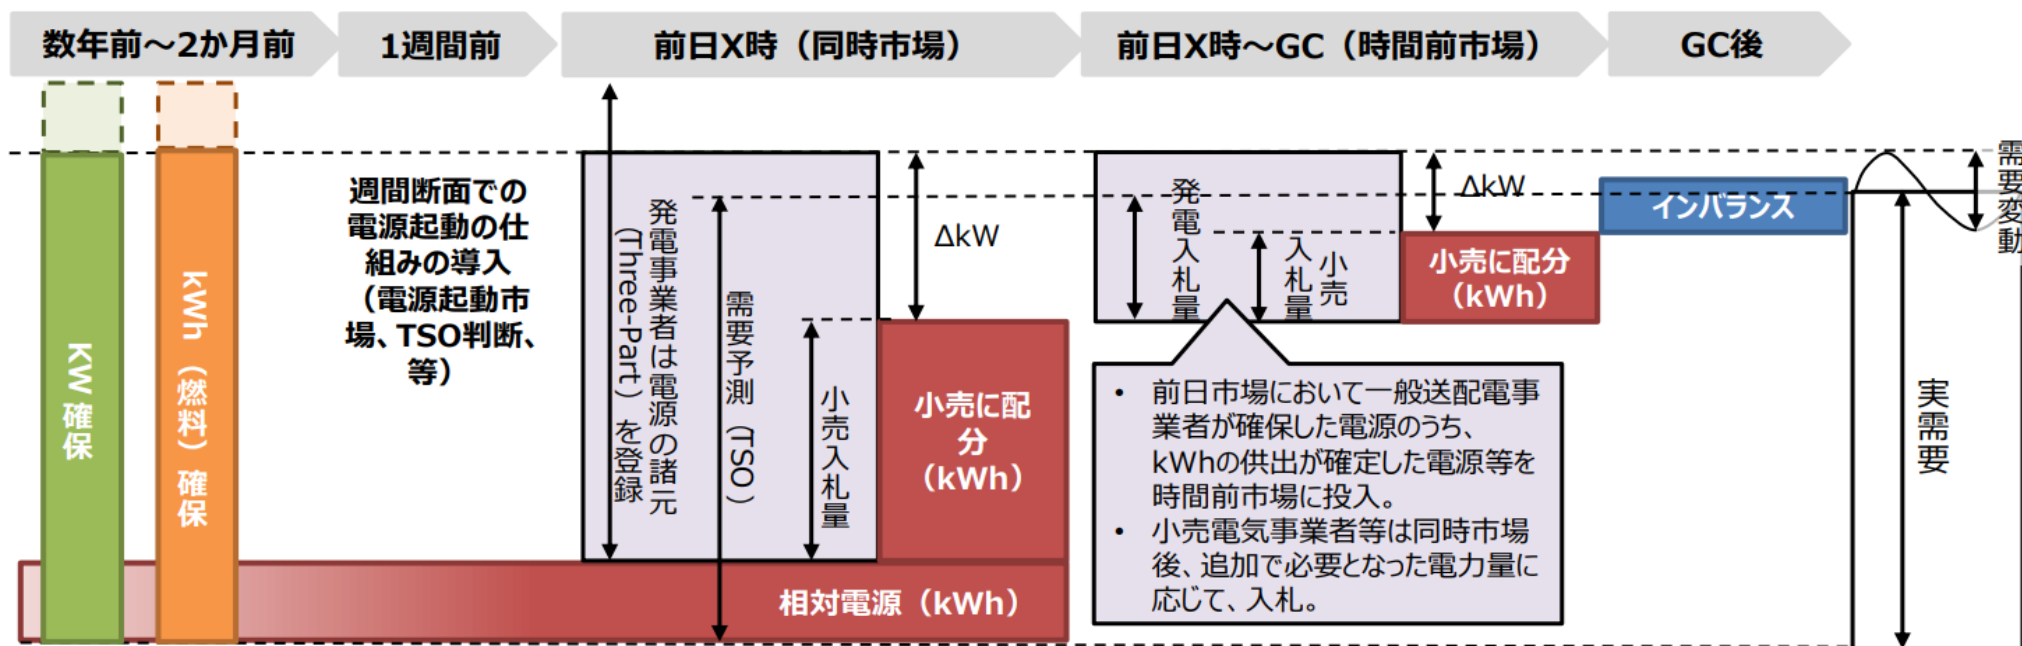 数年前～2か月前
1週間前
前日X時（同時市場）
前日X時～GC（時間前市場）
GC後
KW 確保
kWh（燃料）確保
週間断面での
電源起動の仕
組みの導入
（電源起動市
場、TSO判断、
等）
発電事業者は電源の諸元
（Three-Part）を登録
需要予測（TSO）
小売入札量
ΔkW
小売に配
分
（kWh）
相対電源（kWh）
発電入札量
小売
入札量
ΔkW
小売に配分
（kWh）
インバランス
需要変動
実需要
• 前日市場において一般送配電事
業者が確保した電源のうち、
kWhの供出が確定した電源等を
時間前市場に投入。
• 小売電気事業者等は同時市場
後、追加で必要となった電力量に
応じて、入札。